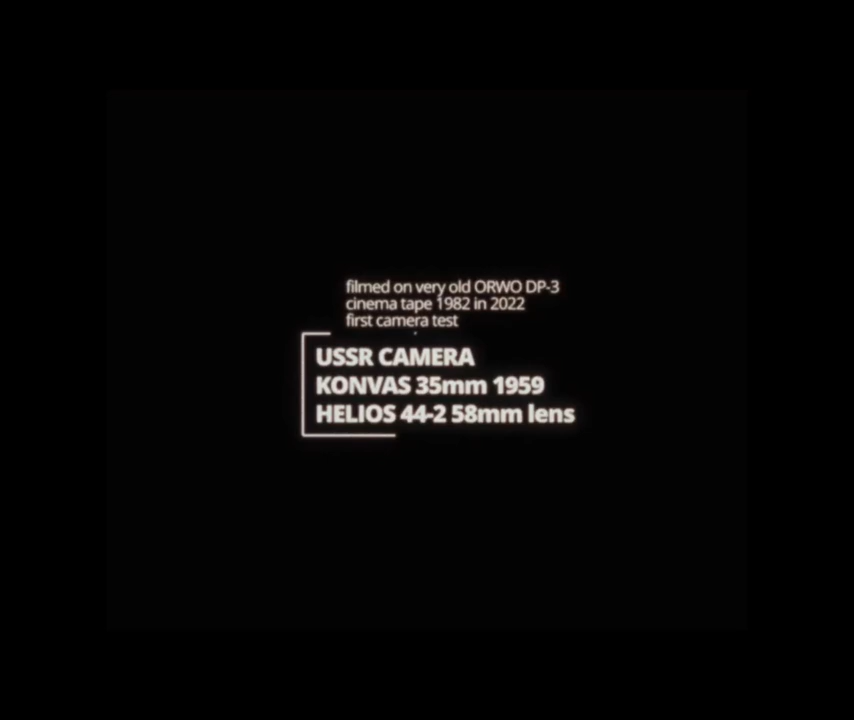 filmed on very old ORWO DP-3
cinema tape 1982 in 2022
first camera test
USSR CAMERA
KONVAS 35mm 1959
HELIOS 44-2 58mm lens